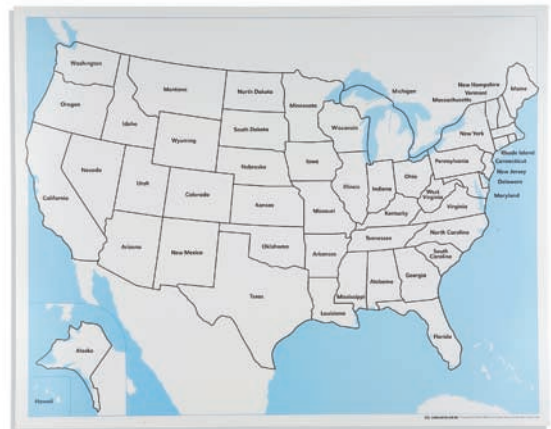 Washington
Montana
North Dakota
Minnesota
Michigan
New Hampshire
Vermont
Massachusetts
Maine
Oregon
Idaho
South Dakota
Wisconsin
New York
Wyoming
Rhode Island
Connecticut
New Jersey
Delaware
Maryland
Nebraska
Iowa
Pennsylvania
Nevada
Utah
Colorado
Illinois
Indiana
Ohio
West
Virginia
Virginia
California
Kansas
Missouri
Kentucky
Arizona
New Mexico
Oklahoma
Arkansas
Tennessee
North Carolina
South
Carolina
Texas
Mississippi
Alabama
Georgia
Louisiana
Florida
Alaska
Hawaii